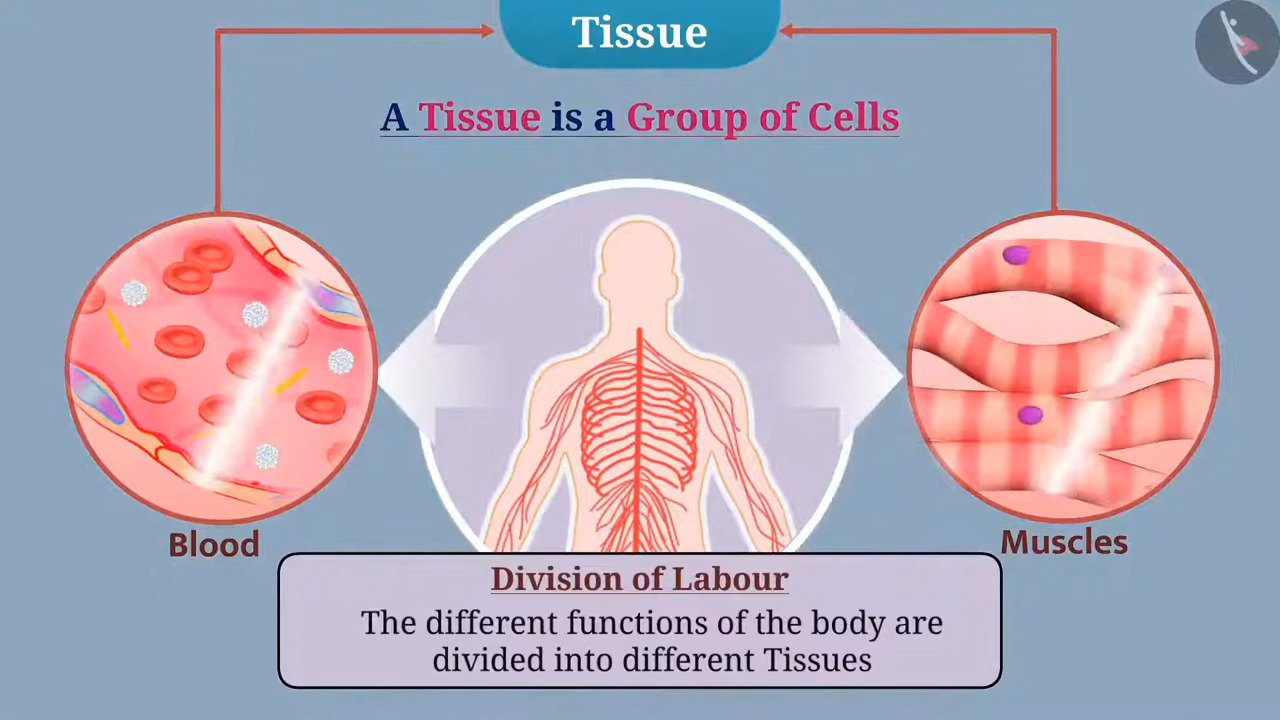 Tissue
A Tissue is a Group of Cells
Blood
Muscles
Division of Labour
The different functions of the body are
divided into different Tissues